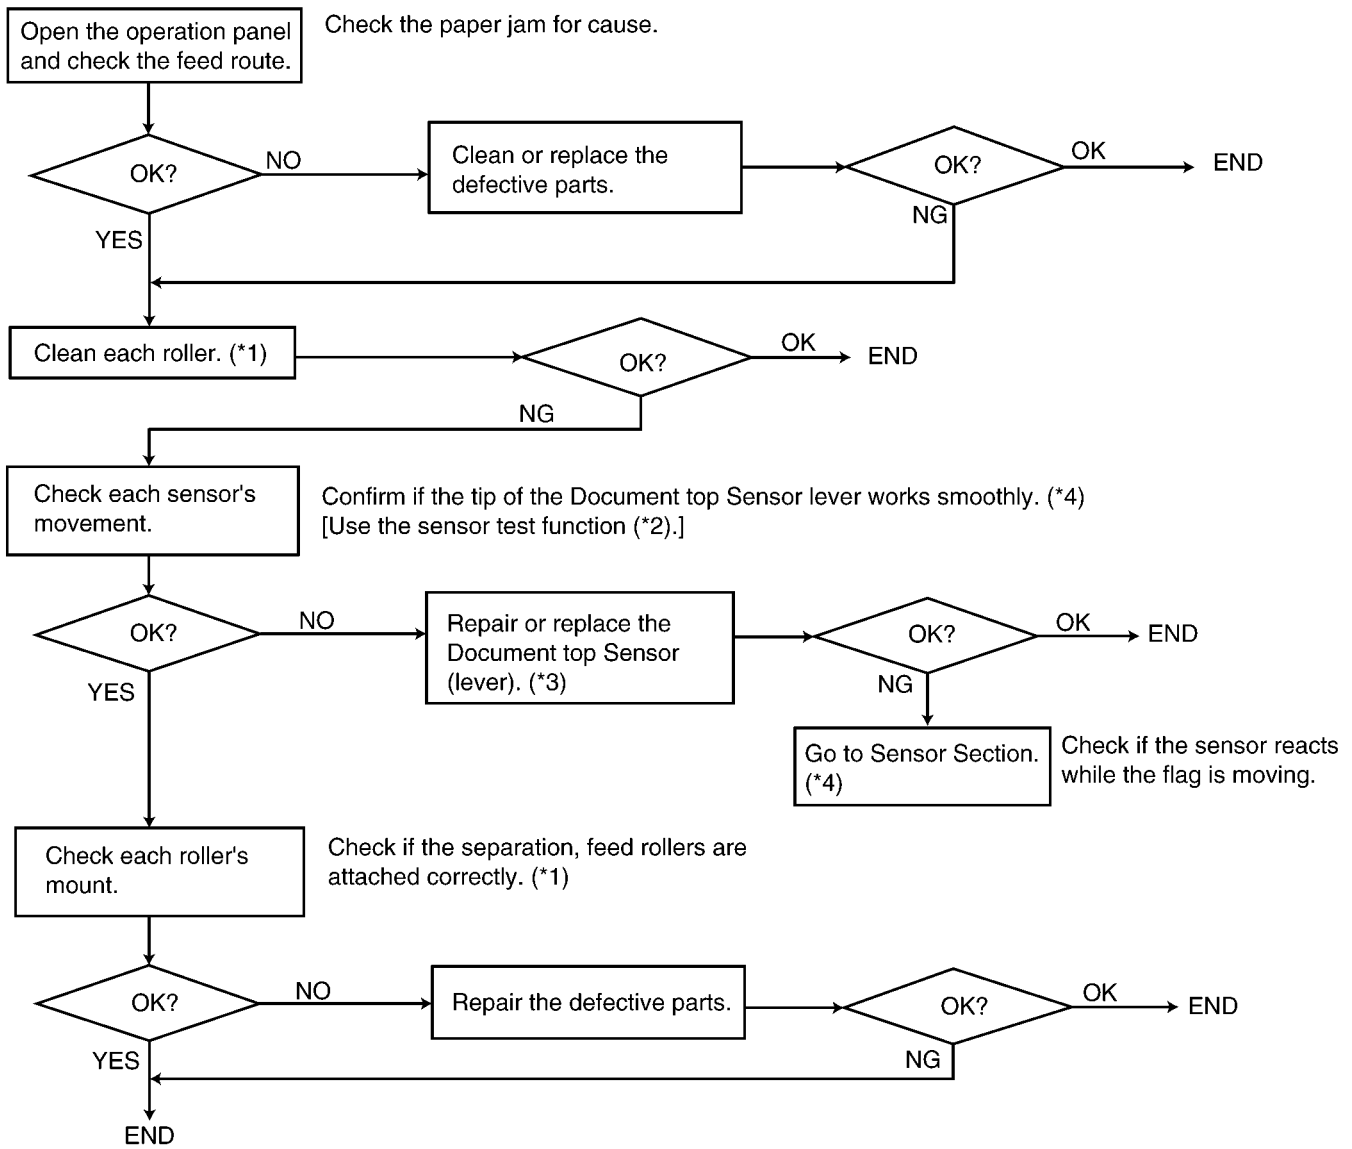 Open the operation panel
and check the feed route.
Check the paper jam for cause.
OK?
NO
Clean or replace the
defective parts.
OK?
OK
END
NG
YES
Clean each roller. (*1)
OK?
OK
END
NG
Check each sensor's
movement.
Confirm if the tip of the Document top Sensor lever works smoothly. (*4)
[Use the sensor test function (*2).]
OK?
NO
Repair or replace the
Document top Sensor
(lever). (*3)
OK?
OK
END
NG
YES
Go to Sensor Section.
(*4)
Check if the sensor reacts
while the flag is moving.
Check each roller's
mount.
Check if the separation, feed rollers are
attached correctly. (*1)
OK?
NO
Repair the defective parts.
OK?
OK
END
NG
YES
END